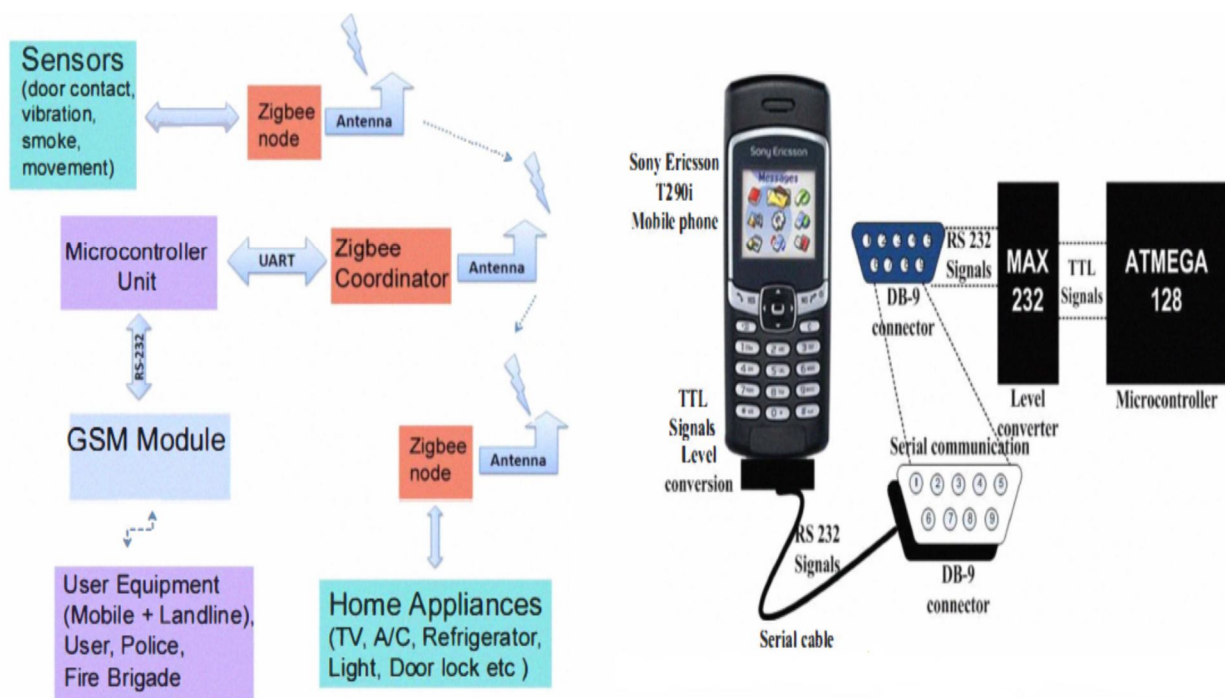 Sensors
(door contact,
vibration,
smoke,
movement)
Zigbee
node
Antenna
Microcontroller
Unit
UART
Zigbee
Coordinator
Antenna
RS-232
GSM Module
Zigbee
node
Antenna
User Equipment
(Mobile + Landline),
User, Police,
Fire Brigade
Home Appliances
(TV, A/C, Refrigerator,
Light, Door lock etc )
Sony Ericsson
T290i
Mobile phone
Sony Ericsson
Messages
TTL
Signals
Level
conversion
RS 232
Signals
DB-9
connector
MAX
232
TTL
Signals
ATMEGA
128
Level
converter
Microcontroller
Serial communication
1 2 3 4 5
6 7 8 9
RS 232
Signals
DB-9
connector
Serial cable